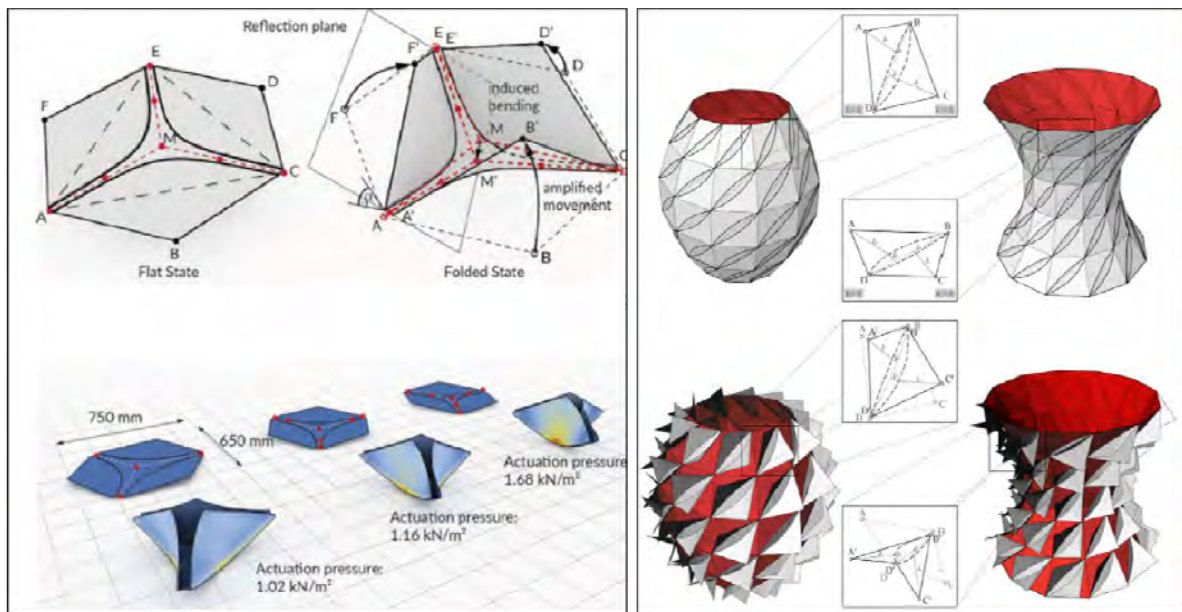 Reflection plane
E
D
F
M
C
A
B
Flat State
E
E'
D'
F'
D
F
induced
bending
B'
M
C
M'
amplified
movement
A
A'
B
Folded State
750 mm
650 mm
Actuation pressure:
1.68 kN/m²
Actuation pressure:
1.16 kN/m²
Actuation pressure:
1.02 kN/m²
A
B
C
D
A
B
D
C
A
A'
B'
C'
C
D'
D
A
B
B'
A'
D'
D
C'